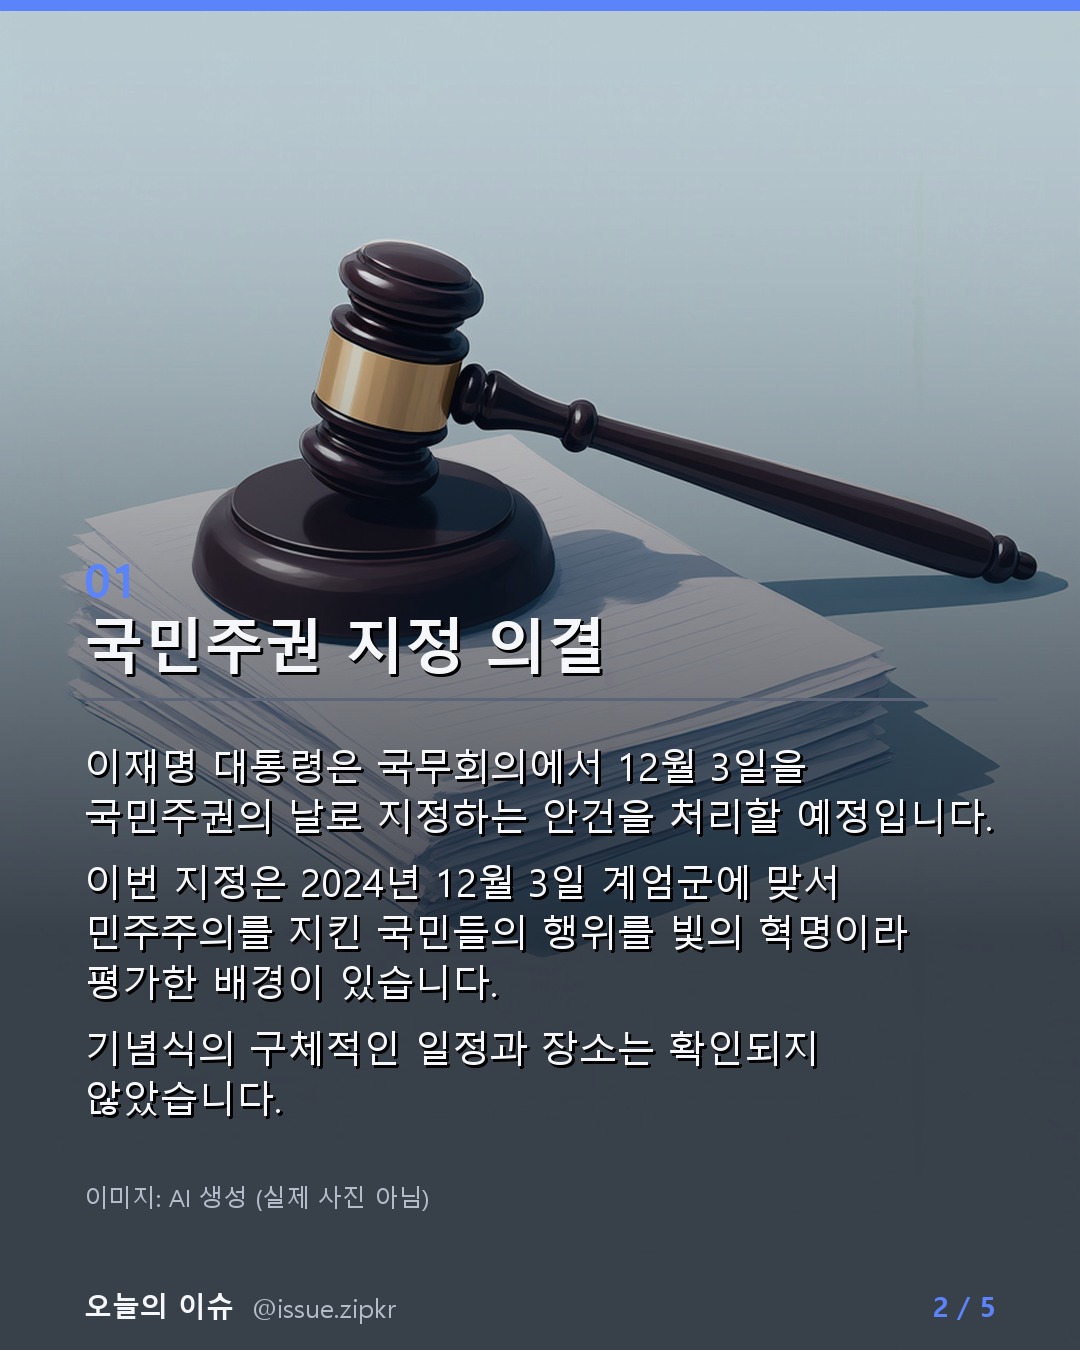 01
국민주권 지정 의결
이재명 대통령은 국무회의에서 12월 3일을
국민주권의 날로 지정하는 안건을 처리할 예정입니다.
이번 지정은 2024년 12월 3일 계엄군에 맞서
민주주의를 지킨 국민들의 행위를 빛의 혁명이라
평가한 배경이 있습니다.
기념식의 구체적인 일정과 장소는 확인되지
않았습니다.
이미지: AI 생성 (실제 사진 아님)
오늘의 이슈 @issue.zipkr
2 / 5